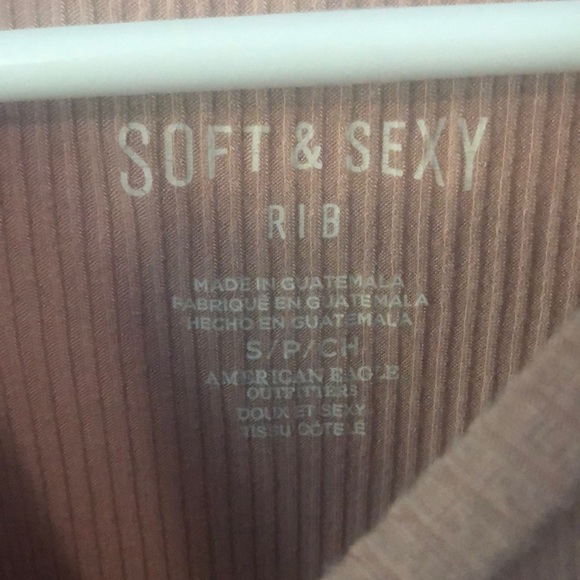 SOFT & SEXY
RIB
MADE IN GUATEMALA
FABRIQUÉ EN GUATEMALA
HECHO EN GUATEMALA
S/P/CH
AMERICAN EAGLE
OUTFITTERS
DOUX ET SEXY
TISSU CÔTELÉ